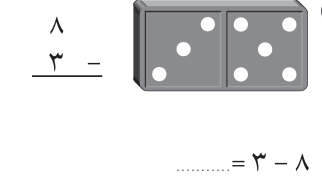 ٨
٣ –
٨ – ٣ = ...........